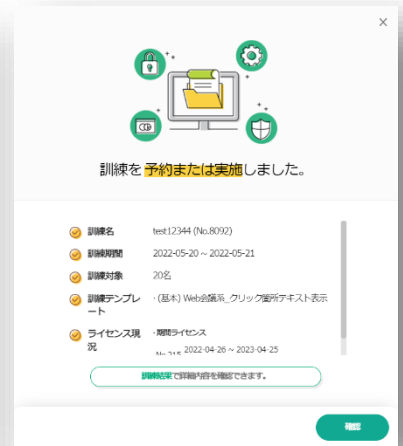 訓練を 予約または実施しました。
訓練名 test12344 (No.8092)
訓練期間 2022-05-20 ~ 2022-05-21
訓練対象 20名
訓練テンプレ ・(基本) Web会議系_クリック箇所テキスト表示
ート
ライセンス現 ・期間ライセンス
況
No.215 2022-04-26 ~ 2023-04-25
訓練結果で詳細内容を確認できます。
確認